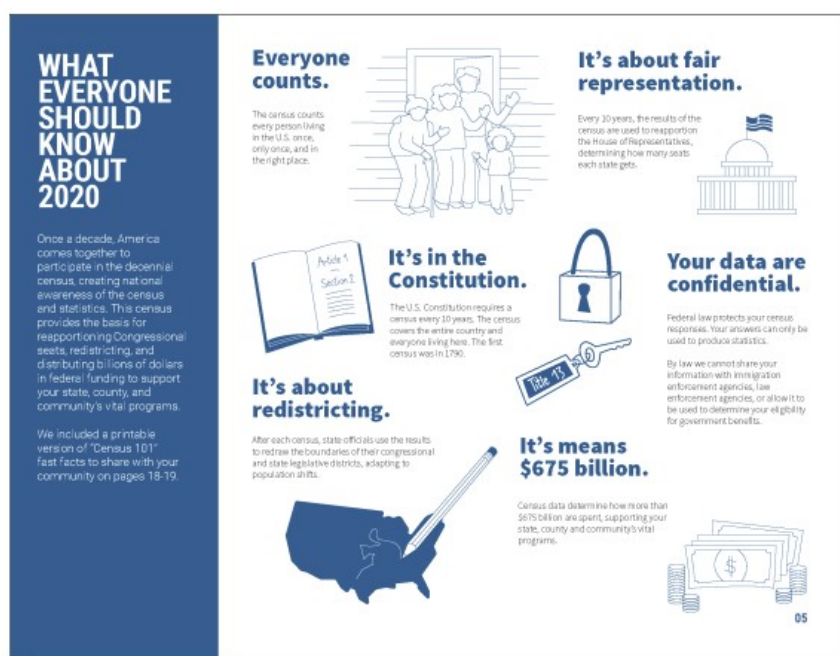 WHAT
EVERYONE
SHOULD
KNOW
ABOUT
2020
Once a decade, America
comes together to
participate in the decennial
census, creating national
awareness of the census
and statistics. This census
provides the basis for
reapportioning Congressional
seats, redistricting, and
distributing billions of dollars
in federal funding to support
your state, county, and
community's vital programs.
We included a printable
version of "Census 101"
fast facts to share with your
community on pages 18-19.
Everyone
counts.
The census counts
every person living
in the U.S. once,
only once, and in
the right place.
It's about fair
representation.
Every 10 years, the results of the
census are used to reapportion
the House of Representatives,
determining how many seats
each state gets.
Article 1
Section 2
It's in the
Constitution.
The U.S. Constitution requires a
census every 10 years. The census
covers the entire country and
everyone living here. The first
census was in 1790.
Title 13
Your data are
confidential.
Federal law protects your census
responses. Your answers can only be
used to produce statistics.
By law we cannot share your
information with immigration
enforcement agencies, law
enforcement agencies, or allow it to
be used to determine your eligibility
for government benefits.
It's about
redistricting.
After each census, state officials use the results
to redraw the boundaries of their congressional
and state legislative districts, adapting to
population shifts.
It's means
$675 billion.
Census data determine how more than
$675 billion are spent, supporting your
state, county and community's vital
programs.
$
05